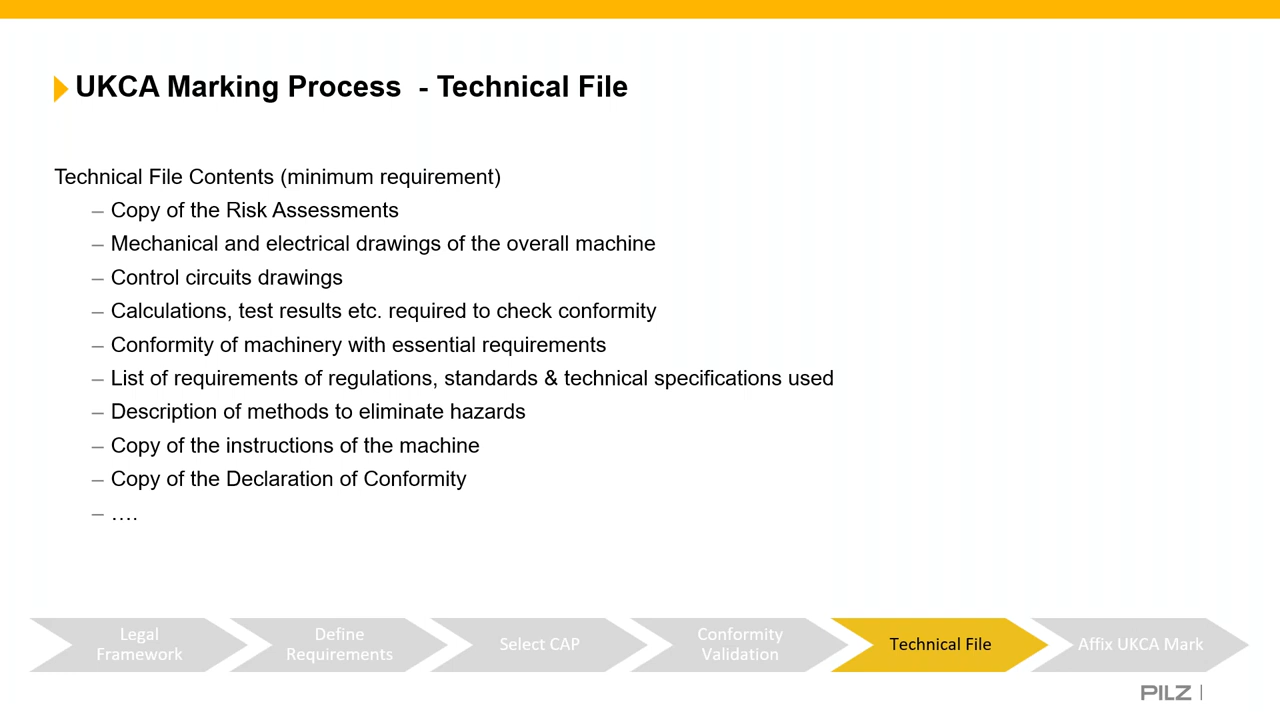 UKCA Marking Process - Technical File
Technical File Contents (minimum requirement)
– Copy of the Risk Assessments
– Mechanical and electrical drawings of the overall machine
– Control circuits drawings
– Calculations, test results etc. required to check conformity
– Conformity of machinery with essential requirements
– List of requirements of regulations, standards & technical specifications used
– Description of methods to eliminate hazards
– Copy of the instructions of the machine
– Copy of the Declaration of Conformity
– ….
Legal
Framework
Define
Requirements
Select CAP
Conformity
Validation
Technical File
Affix UKCA Mark
PILZ |